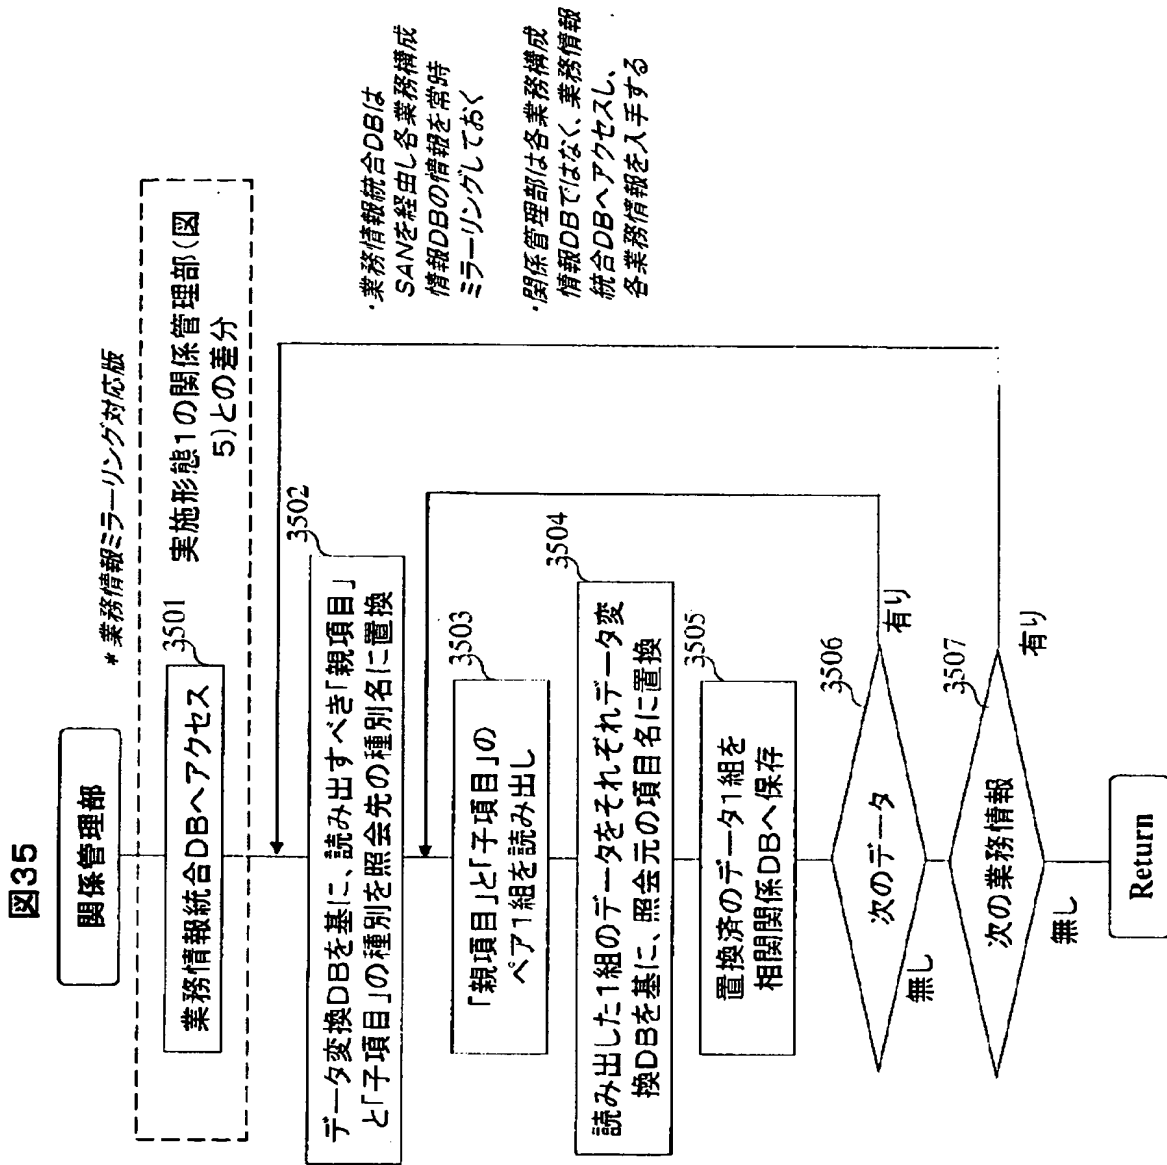 図35
関係管理部
＊業務情報ミラーリング対応版
業務情報統合DBへアクセス
3501
実施形態1の関係管理部(図
5)との差分
データ変換DBを基に、読み出すべき「親項目」
と「子項目」の種別を照会先の種別名に置換
3502
「親項目」と「子項目」の
ペア1組を読み出し
3503
読み出した1組のデータをそれぞれデータ変
換DBを基に、照会元の項目名に置換
3504
置換済のデータ1組を
相関関係DBへ保存
3505
次のデータ
3506
有り
無し
次の業務情報
3507
有り
無し
Return
・業務情報統合DBは
SANを経由し各業務構成
情報DBの情報を常時
ミラーリングしておく
・関係管理部は各業務構成
情報DBではなく、業務情報
統合DBへアクセスし、
各業務情報を入手する